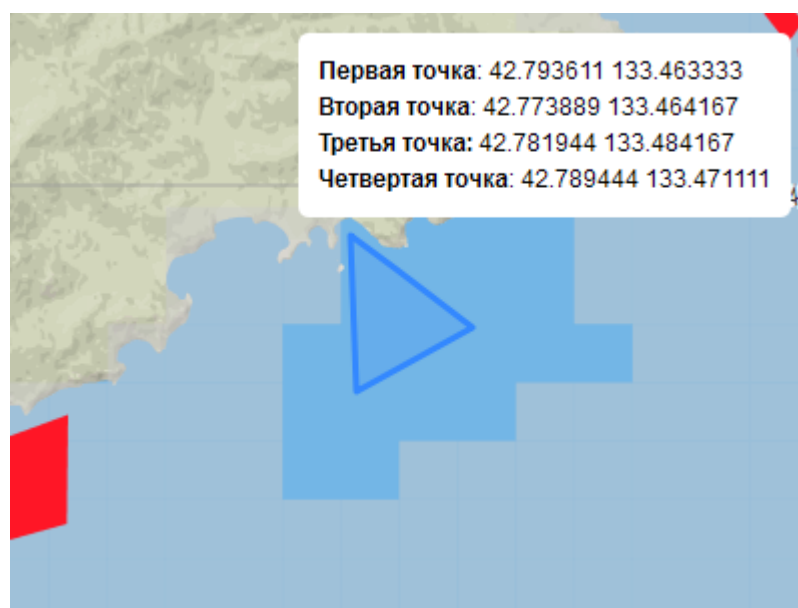 Первая точка: 42.793611 133.463333
Вторая точка: 42.773889 133.464167
Третья точка: 42.781944 133.484167
Четвертая точка: 42.789444 133.471111
4